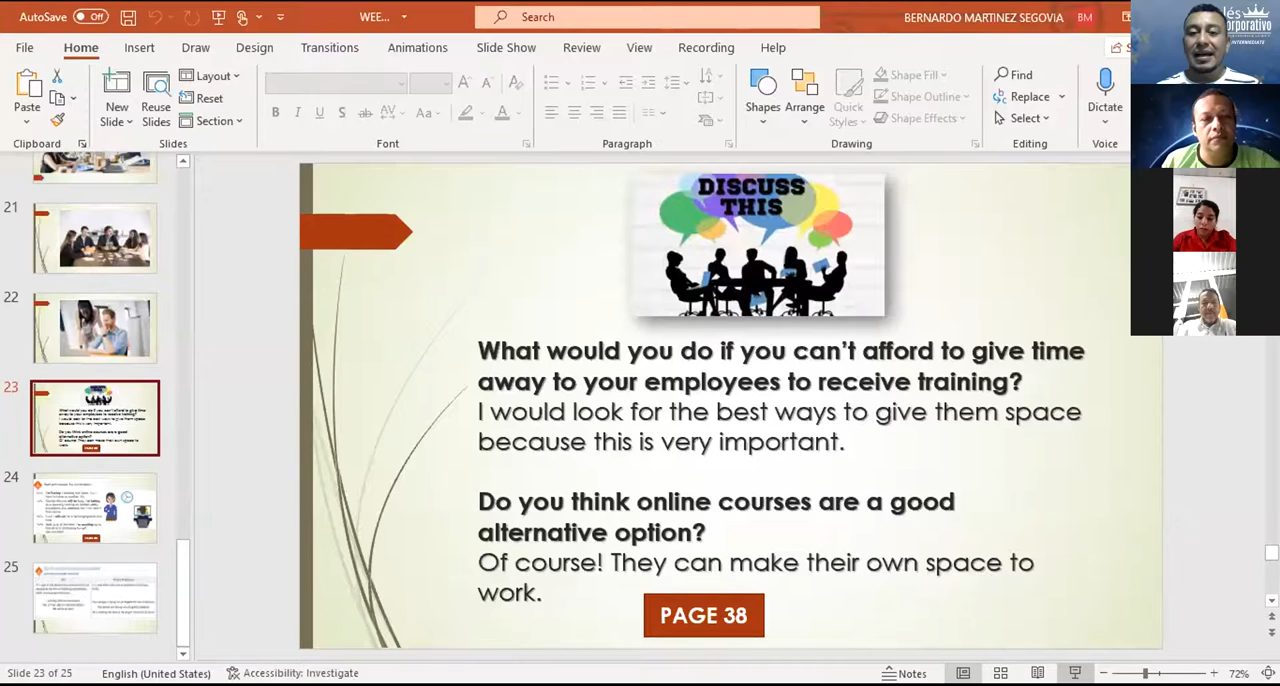 AutoSave Off WEE... Search BERNARDO MARTINEZ SEGOVIA BM
File Home Insert Draw Design Transitions Animations Slide Show Review View Recording Help
Paste
Clipboard
New Slide
Reuse Slides
Layout
Reset
Section
Slides
Font
Paragraph
Shapes
Arrange
Quick Styles
Shape Fill
Shape Outline
Shape Effects
Drawing
Find
Replace
Select
Editing
Dictate
Voice
INTERMEDIATE
21
22
23
24
25
DISCUSS
THIS
What would you do if you can't afford to give time
away to your employees to receive training?
I would look for the best ways to give them space
because this is very important.
Do you think online courses are a good
alternative option?
Of course! They can make their own space to
work.
PAGE 38
Slide 23 of 25 English (United States) Accessibility: Investigate Notes 72%